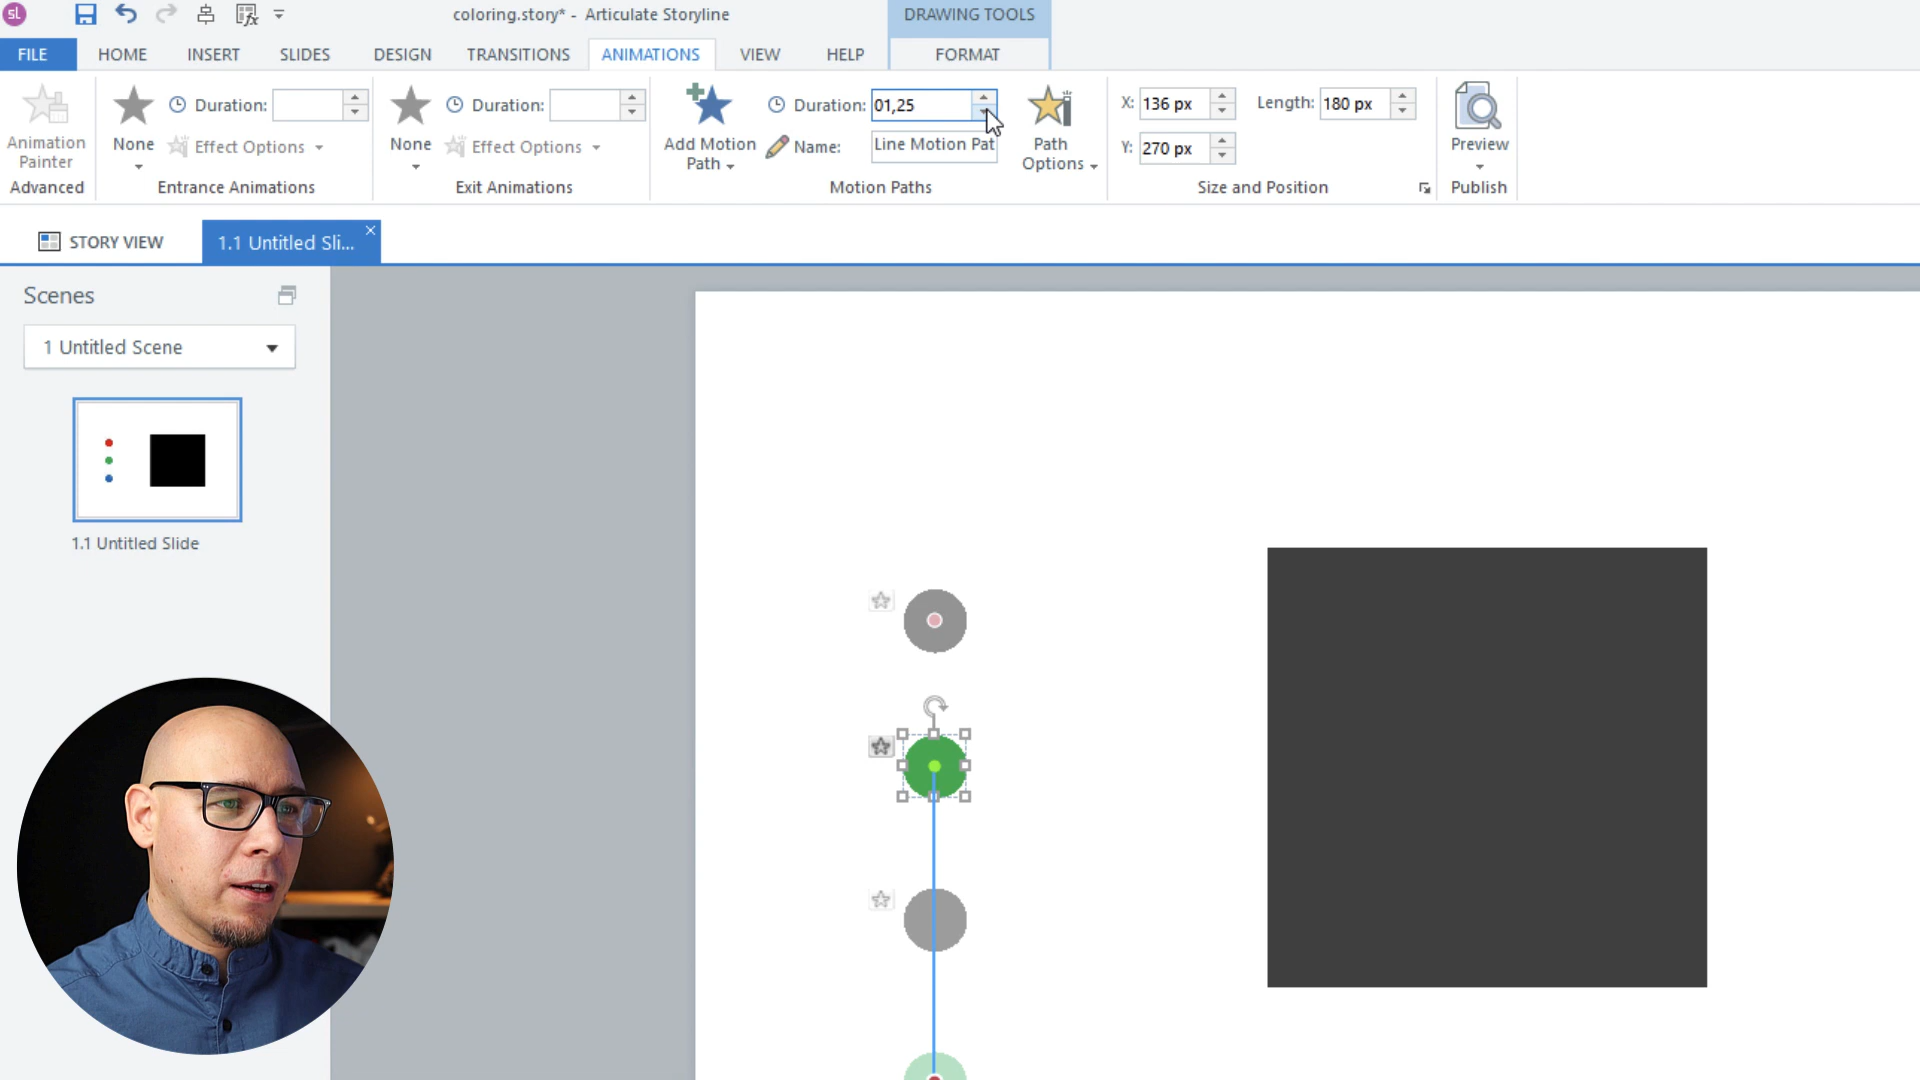 sl
coloring.story* - Articulate Storyline
DRAWING TOOLS
FILE HOME INSERT SLIDES DESIGN TRANSITIONS ANIMATIONS VIEW HELP FORMAT
Duration: Duration: Duration: 01,25 X: 136 px Length: 180 px
Animation Painter None Effect Options None Effect Options Add Motion Path Name: Line Motion Pat Path Options Y: 270 px Preview
Advanced Entrance Animations Exit Animations Motion Paths Size and Position Publish
STORY VIEW 1.1 Untitled Sli...
Scenes
1 Untitled Scene
1.1 Untitled Slide